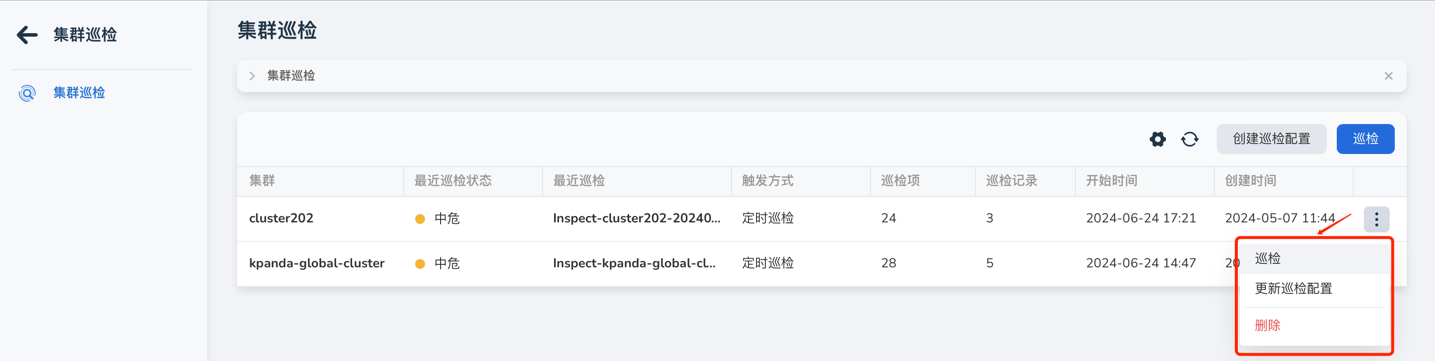 集群巡检
集群巡检
集群巡检
集群巡检
创建巡检配置 巡检
集群 最近巡检状态 最近巡检 触发方式 巡检项 巡检记录 开始时间 创建时间
cluster202 中危 Inspect-cluster202-20240... 定时巡检 24 3 2024-06-24 17:21 2024-05-07 11:44
kpanda-global-cluster 中危 Inspect-kpanda-global-cl... 定时巡检 28 5 2024-06-24 14:47 20
巡检
更新巡检配置
删除